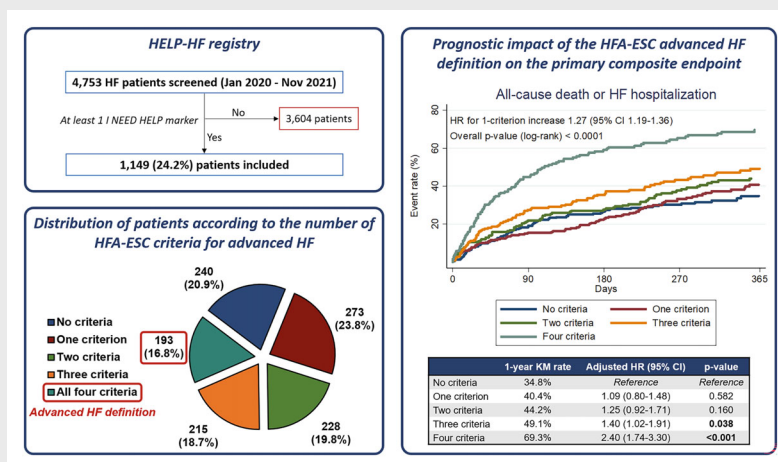 HELP-HF registry
4,753 HF patients screened (Jan 2020 - Nov 2021)
At least 1 I NEED HELP marker
No
3,604 patients
Yes
1,149 (24.2%) patients included
Distribution of patients according to the number of
HFA-ESC criteria for advanced HF
240
(20.9%)
273
(23.8%)
193
(16.8%)
No criteria
One criterion
Two criteria
Three criteria
All four criteria
Advanced HF definition
215
(18.7%)
228
(19.8%)
Prognostic impact of the HFA-ESC advanced HF
definition on the primary composite endpoint
All-cause death or HF hospitalization
HR for 1-criterion increase 1.27 (95% CI 1.19-1.36)
Overall p-value (log-rank) < 0.0001
Event rate (%)
80
60
40
20
0 90 180 270 365
Days
No criteria One criterion
Two criteria Three criteria
Four criteria
1-year KM rate Adjusted HR (95% CI) p-value
No criteria 34.8% Reference Reference
One criterion 40.4% 1.09 (0.80-1.48) 0.582
Two criteria 44.2% 1.25 (0.92-1.71) 0.160
Three criteria 49.1% 1.40 (1.02-1.91) 0.038
Four criteria 69.3% 2.40 (1.74-3.30) <0.001